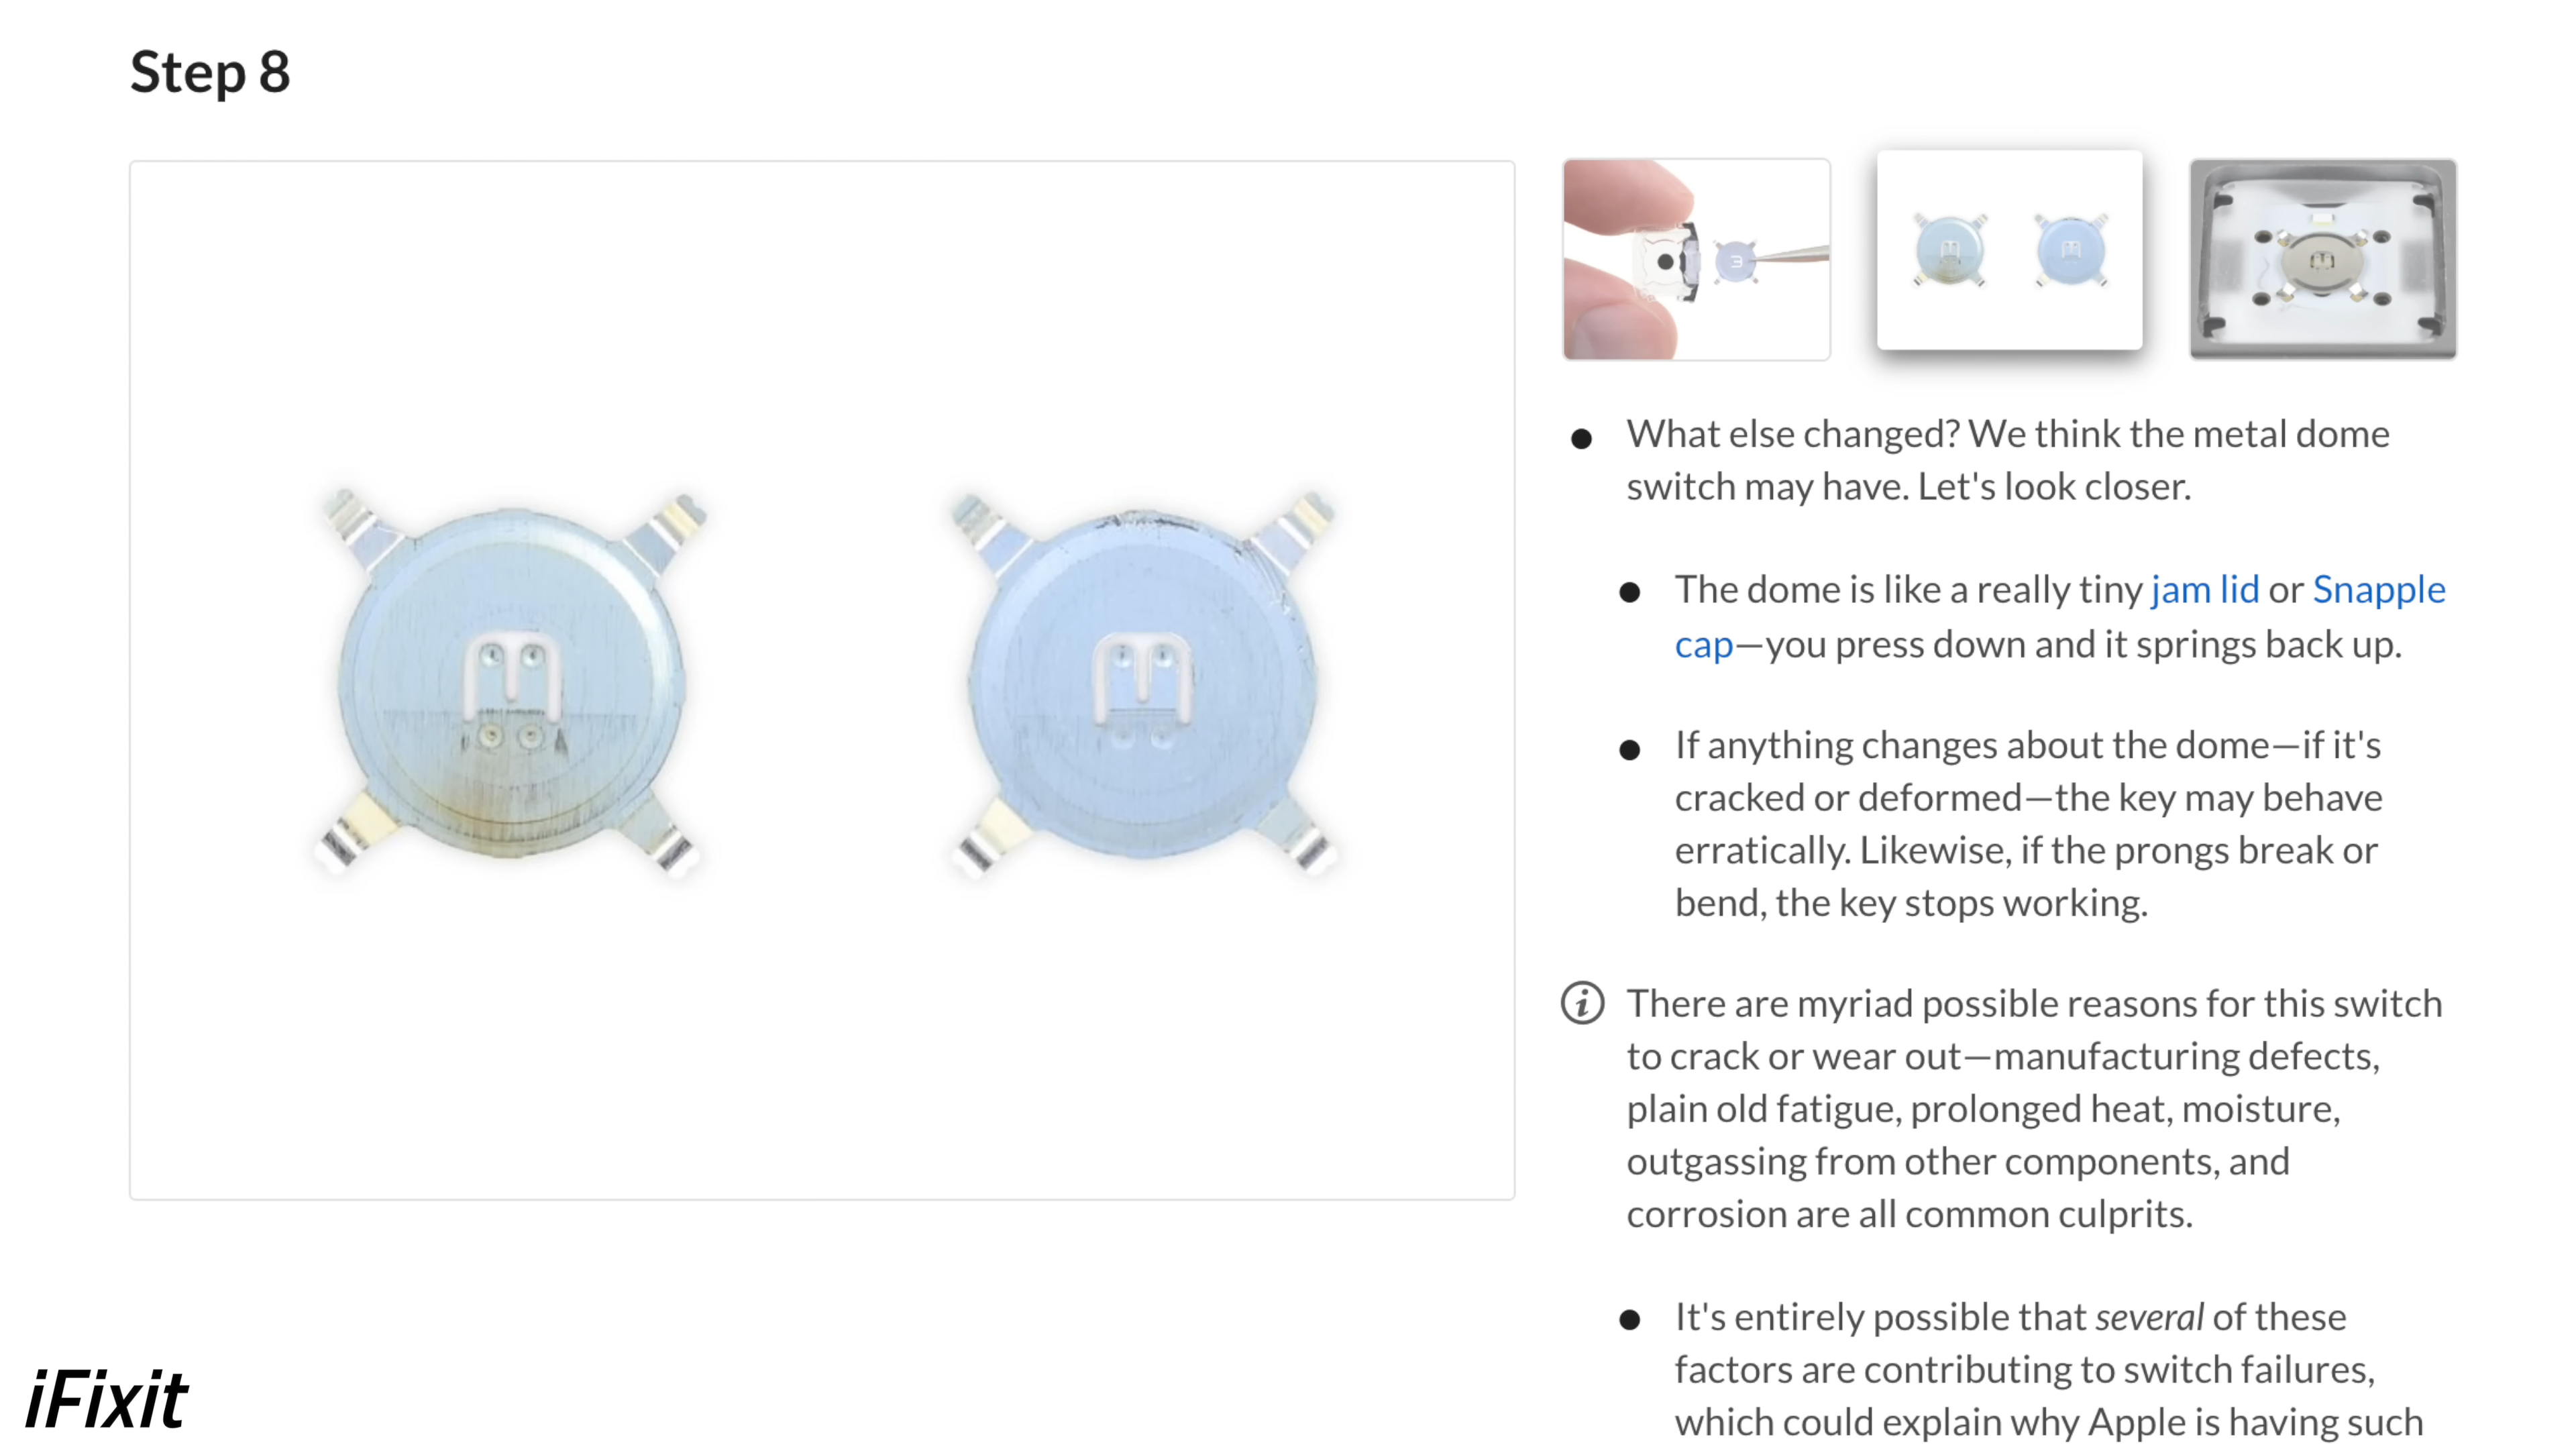 Step 8
What else changed? We think the metal dome
switch may have. Let's look closer.
The dome is like a really tiny jam lid or Snapple
cap—you press down and it springs back up.
If anything changes about the dome—if it's
cracked or deformed—the key may behave
erratically. Likewise, if the prongs break or
bend, the key stops working.
There are myriad possible reasons for this switch
to crack or wear out—manufacturing defects,
plain old fatigue, prolonged heat, moisture,
outgassing from other components, and
corrosion are all common culprits.
It's entirely possible that several of these
factors are contributing to switch failures,
which could explain why Apple is having such
iFixit